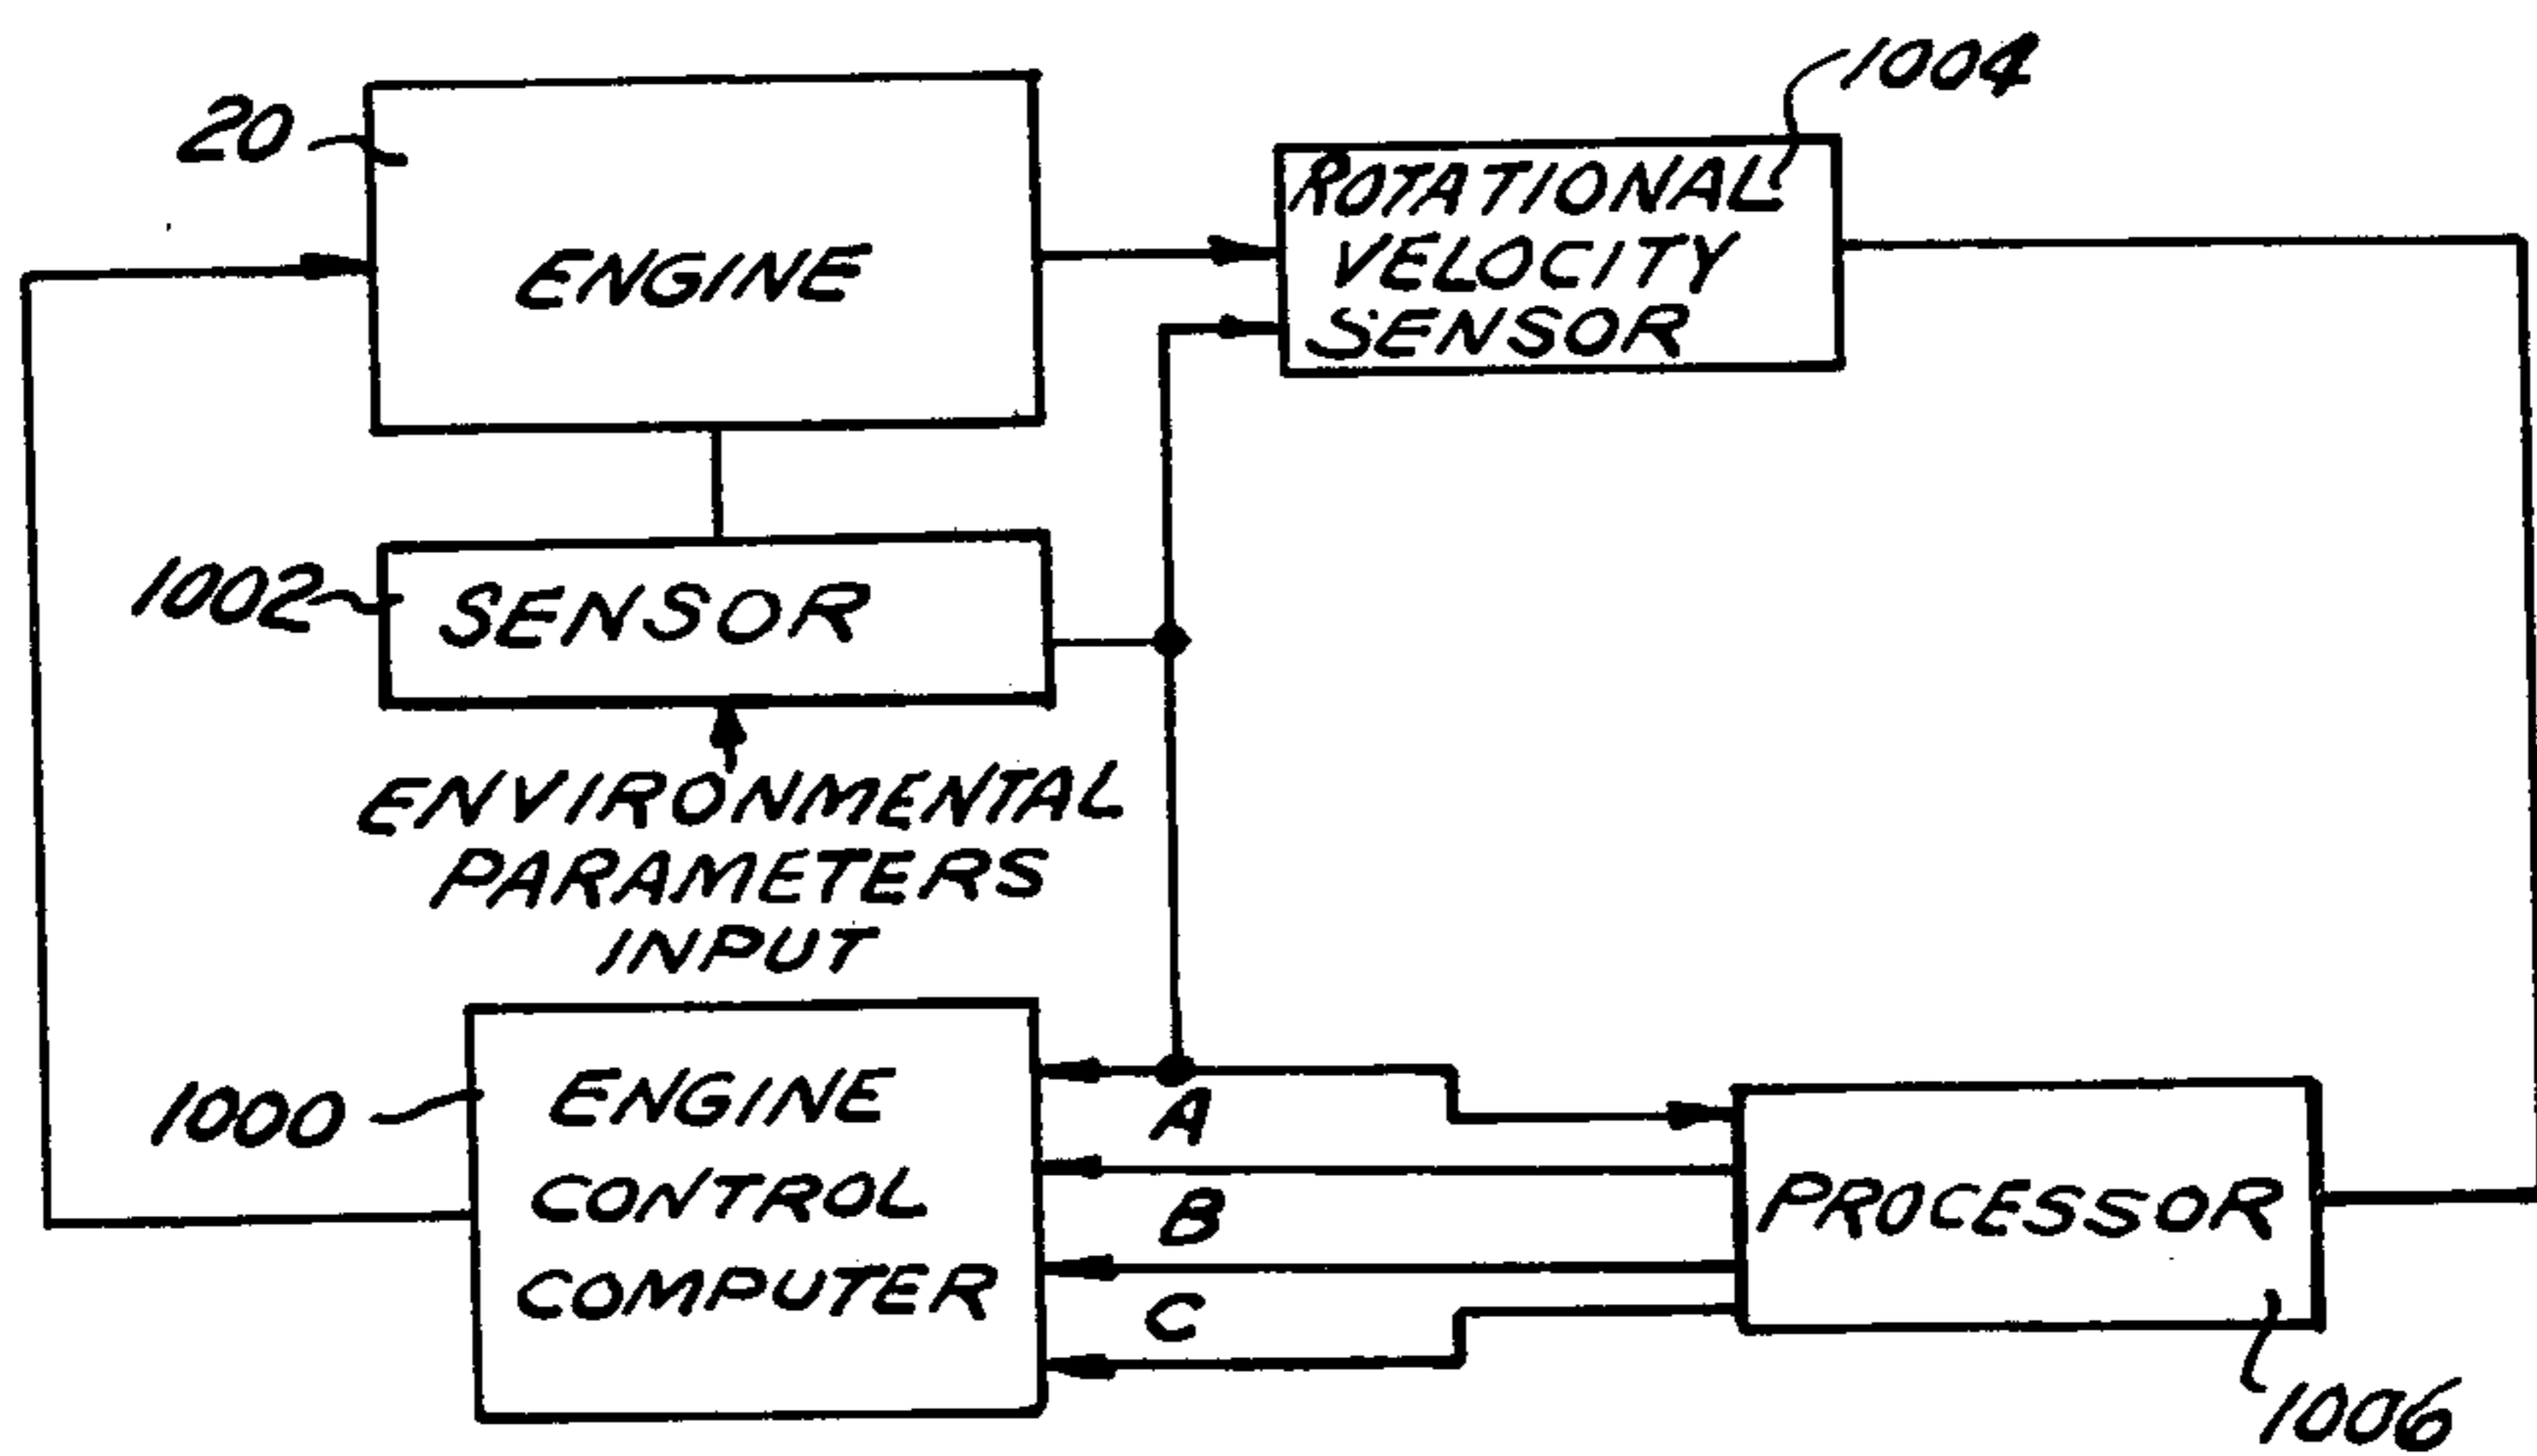 20
ENGINE
1004
ROTATIONAL
VELOCITY
SENSOR
1002
SENSOR
ENVIRONMENTAL
PARAMETERS
INPUT
1000
ENGINE
CONTROL
COMPUTER
A
B
C
PROCESSOR
1006